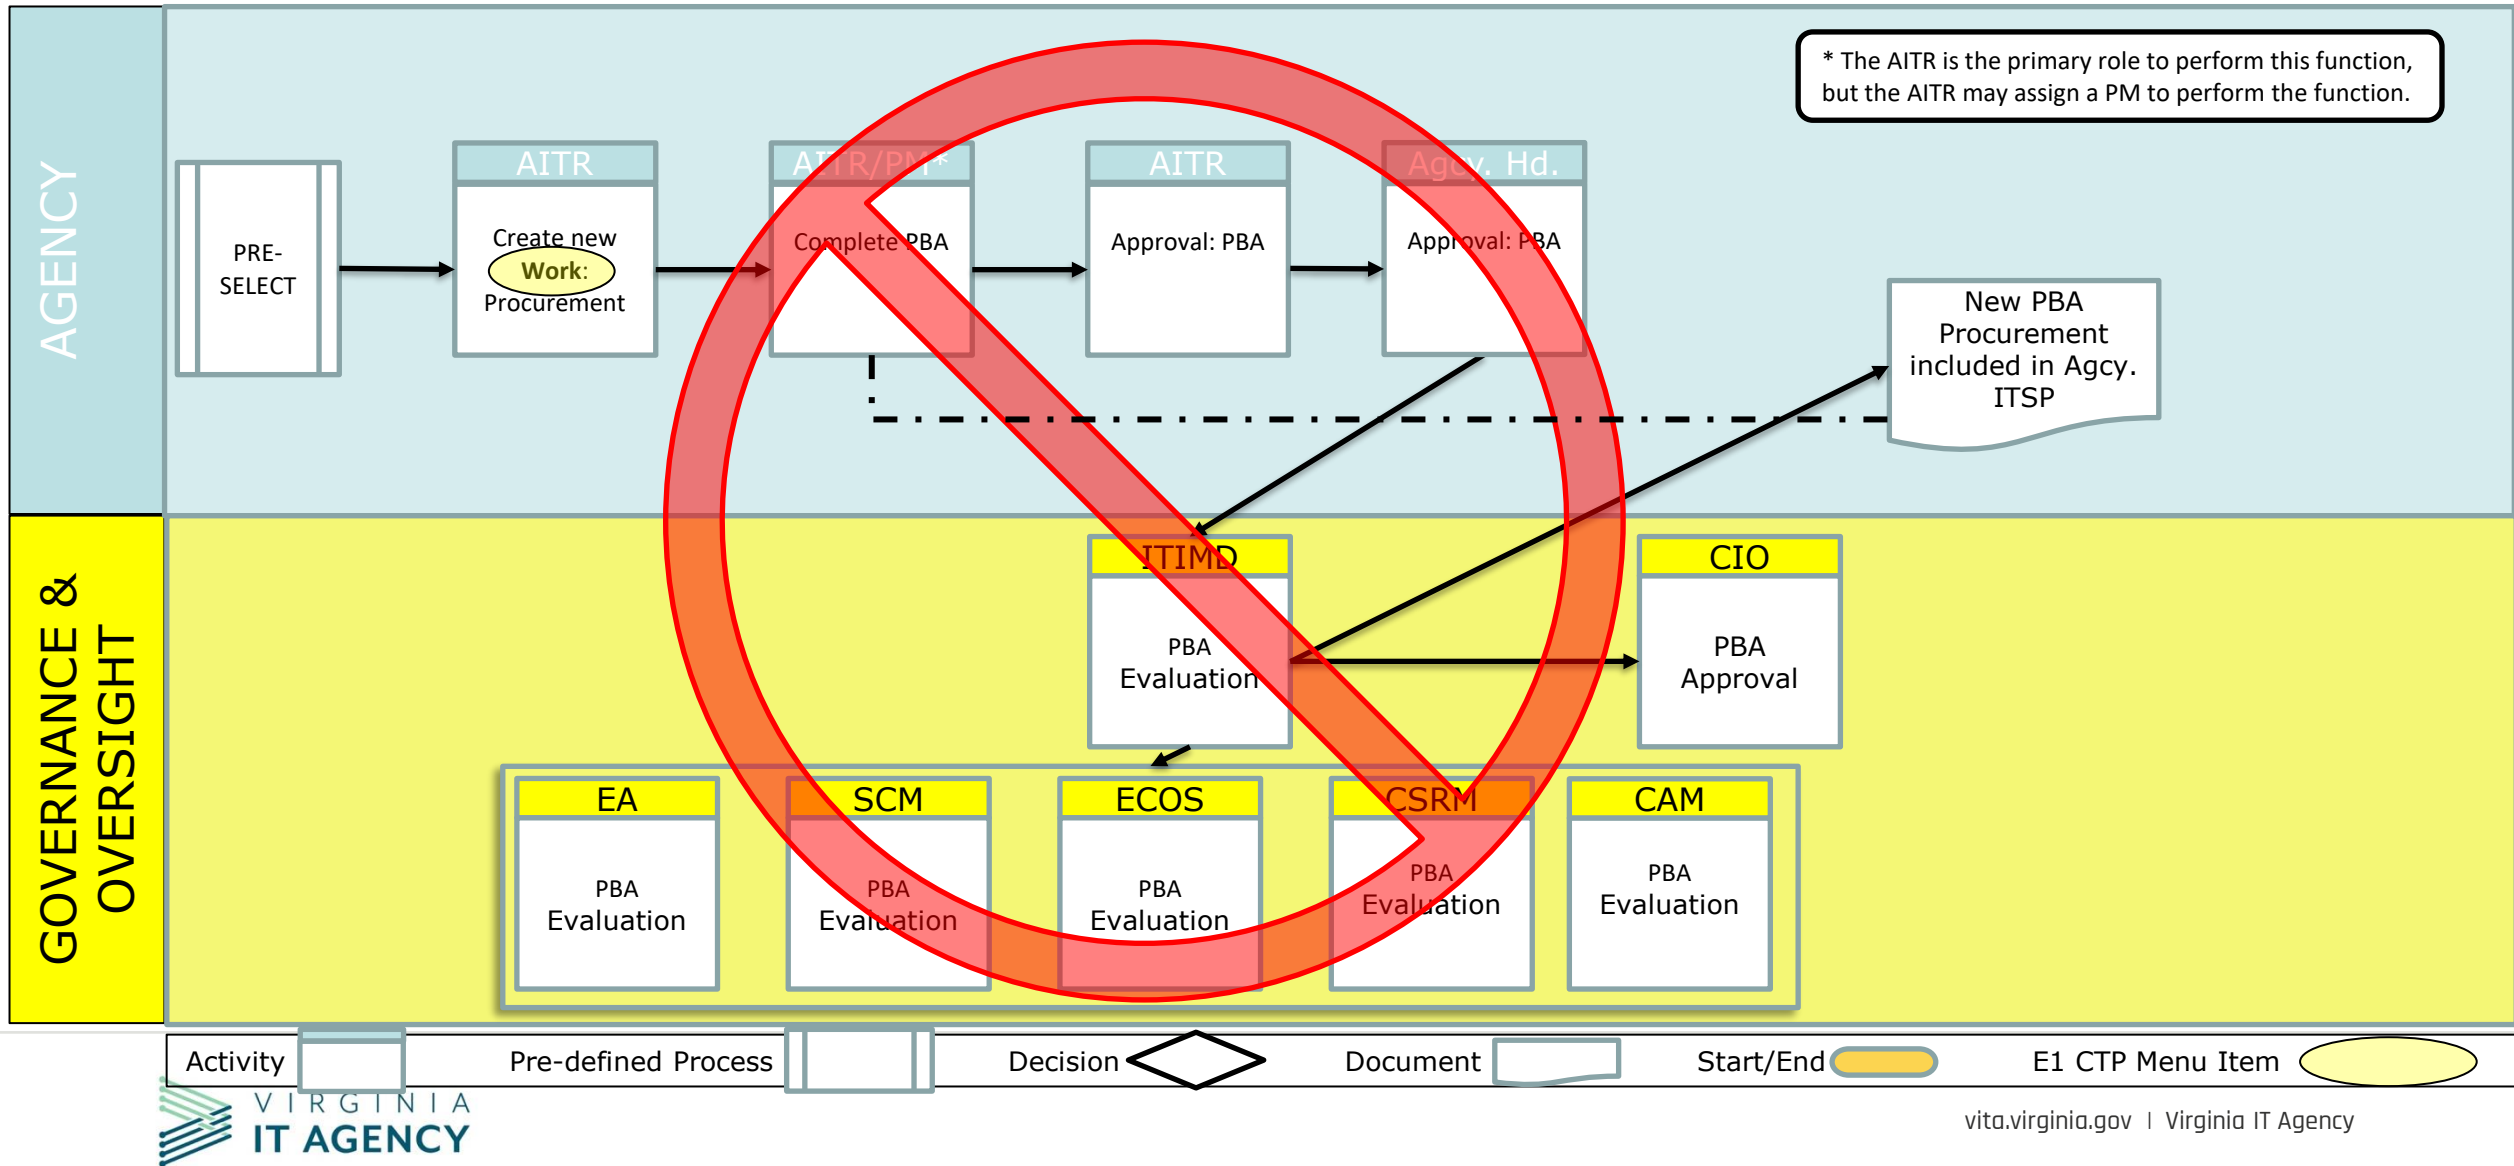 AGENCY
* The AITR is the primary role to perform this function,
but the AITR may assign a PM to perform the function.
PRE-
SELECT
AITR
Create new
Work:
Procurement
AITR/PM*
Complete PBA
AITR
Approval: PBA
Agcy. Hd.
Approval: PBA
New PBA
Procurement
included in Agcy.
ITSP
GOVERNANCE &
OVERSIGHT
ITIMD
PBA
Evaluation
CIO
PBA
Approval
EA
PBA
Evaluation
SCM
PBA
Evaluation
ECOS
PBA
Evaluation
CSRM
PBA
Evaluation
CAM
PBA
Evaluation
Activity
Pre-defined Process
Decision
Document
Start/End
E1 CTP Menu Item
VIRGINIA
IT AGENCY
vita.virginia.gov | Virginia IT Agency